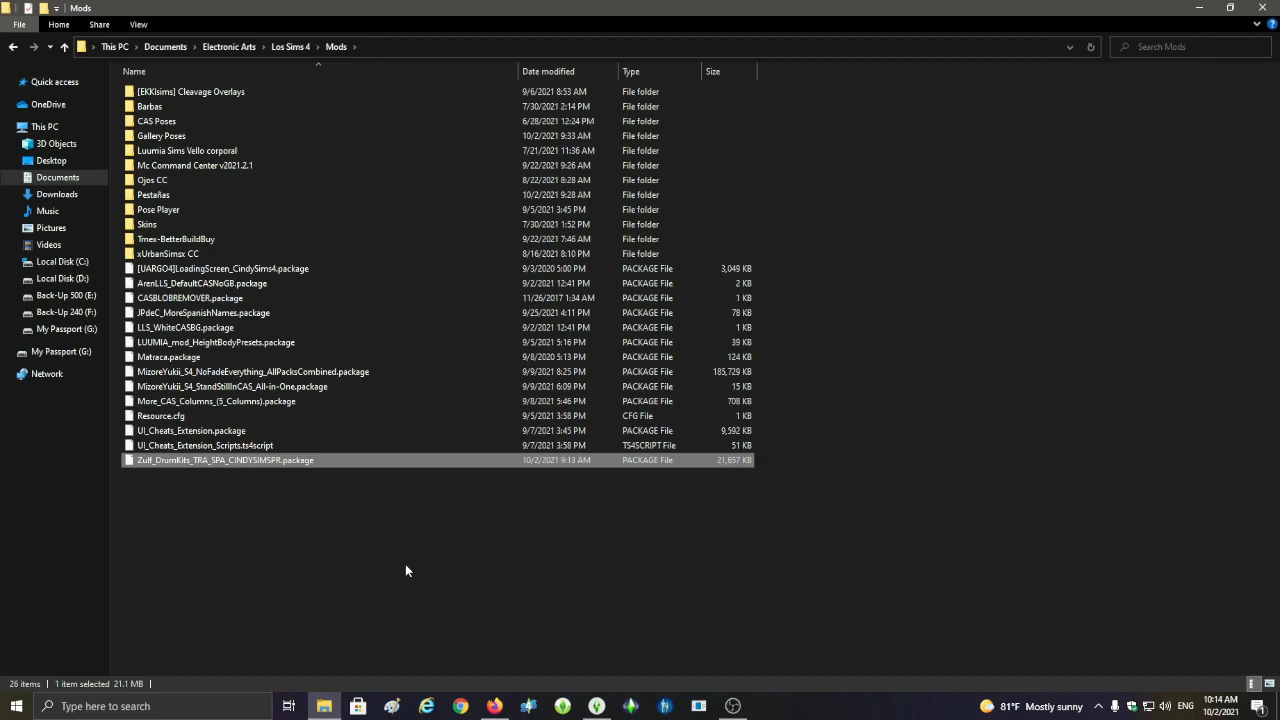 Mods
File Home Share View
This PC Documents Electronic Arts Los Sims 4 Mods Search Mods
Name Date modified Type Size
Quick access
OneDrive
This PC
3D Objects
Desktop
Documents
Downloads
Music
Pictures
Videos
Local Disk (C:)
Local Disk (D:)
Back-Up 500 (E:)
Back-Up 240 (F:)
My Passport (G:)
My Passport (G:)
Network
[EKKIsims] Cleavage Overlays 9/6/2021 8:53 AM File folder
Barbas 7/30/2021 2:14 PM File folder
CAS Poses 6/28/2021 12:24 PM File folder
Gallery Poses 10/2/2021 9:33 AM File folder
Luumia Sims Vello corporal 7/21/2021 11:36 AM File folder
Mc Command Center v2021.2.1 9/22/2021 9:26 AM File folder
Ojos CC 8/22/2021 8:28 AM File folder
Pestañas 10/2/2021 9:28 AM File folder
Pose Player 9/5/2021 3:45 PM File folder
Skins 7/30/2021 1:52 PM File folder
Tmex-BetterBuildBuy 9/22/2021 7:46 AM File folder
xUrbanSimsx CC 8/16/2021 8:10 PM File folder
[UARGO4]LoadingScreen_CindySims4.package 9/3/2020 5:00 PM PACKAGE File 3,049 KB
ArenLLS_DefaultCASNoGB.package 9/2/2021 12:41 PM PACKAGE File 2 KB
CASBLOBREMOVER.package 11/26/2017 1:34 AM PACKAGE File 1 KB
JPdeC_MoreSpanishNames.package 9/25/2021 4:11 PM PACKAGE File 78 KB
LLS_WhiteCASBG.package 9/2/2021 12:41 PM PACKAGE File 1 KB
LUUMIA_mod_HeightBodyPresets.package 9/5/2021 5:16 PM PACKAGE File 39 KB
Matraca.package 9/8/2020 5:13 PM PACKAGE File 124 KB
MizoreYukii_S4_NoFadeEverything_AllPacksCombined.package 9/9/2021 8:25 PM PACKAGE File 185,729 KB
MizoreYukii_S4_StandStillInCAS_All-in-One.package 9/9/2021 6:09 PM PACKAGE File 15 KB
More_CAS_Columns_(5_Columns).package 9/8/2021 5:46 PM PACKAGE File 708 KB
Resource.cfg 9/5/2021 3:58 PM CFG File 1 KB
UI_Cheats_Extension.package 9/7/2021 3:45 PM PACKAGE File 9,592 KB
UI_Cheats_Extension_Scripts.ts4script 9/7/2021 3:58 PM TS4SCRIPT File 51 KB
Zulf_DrumKits_TRA_SPA_CINDYSIMSPR.package 10/2/2021 9:13 AM PACKAGE File 21,657 KB
26 items 1 item selected 21.1 MB
Type here to search
81°F Mostly sunny ENG 10:14 AM
10/2/2021